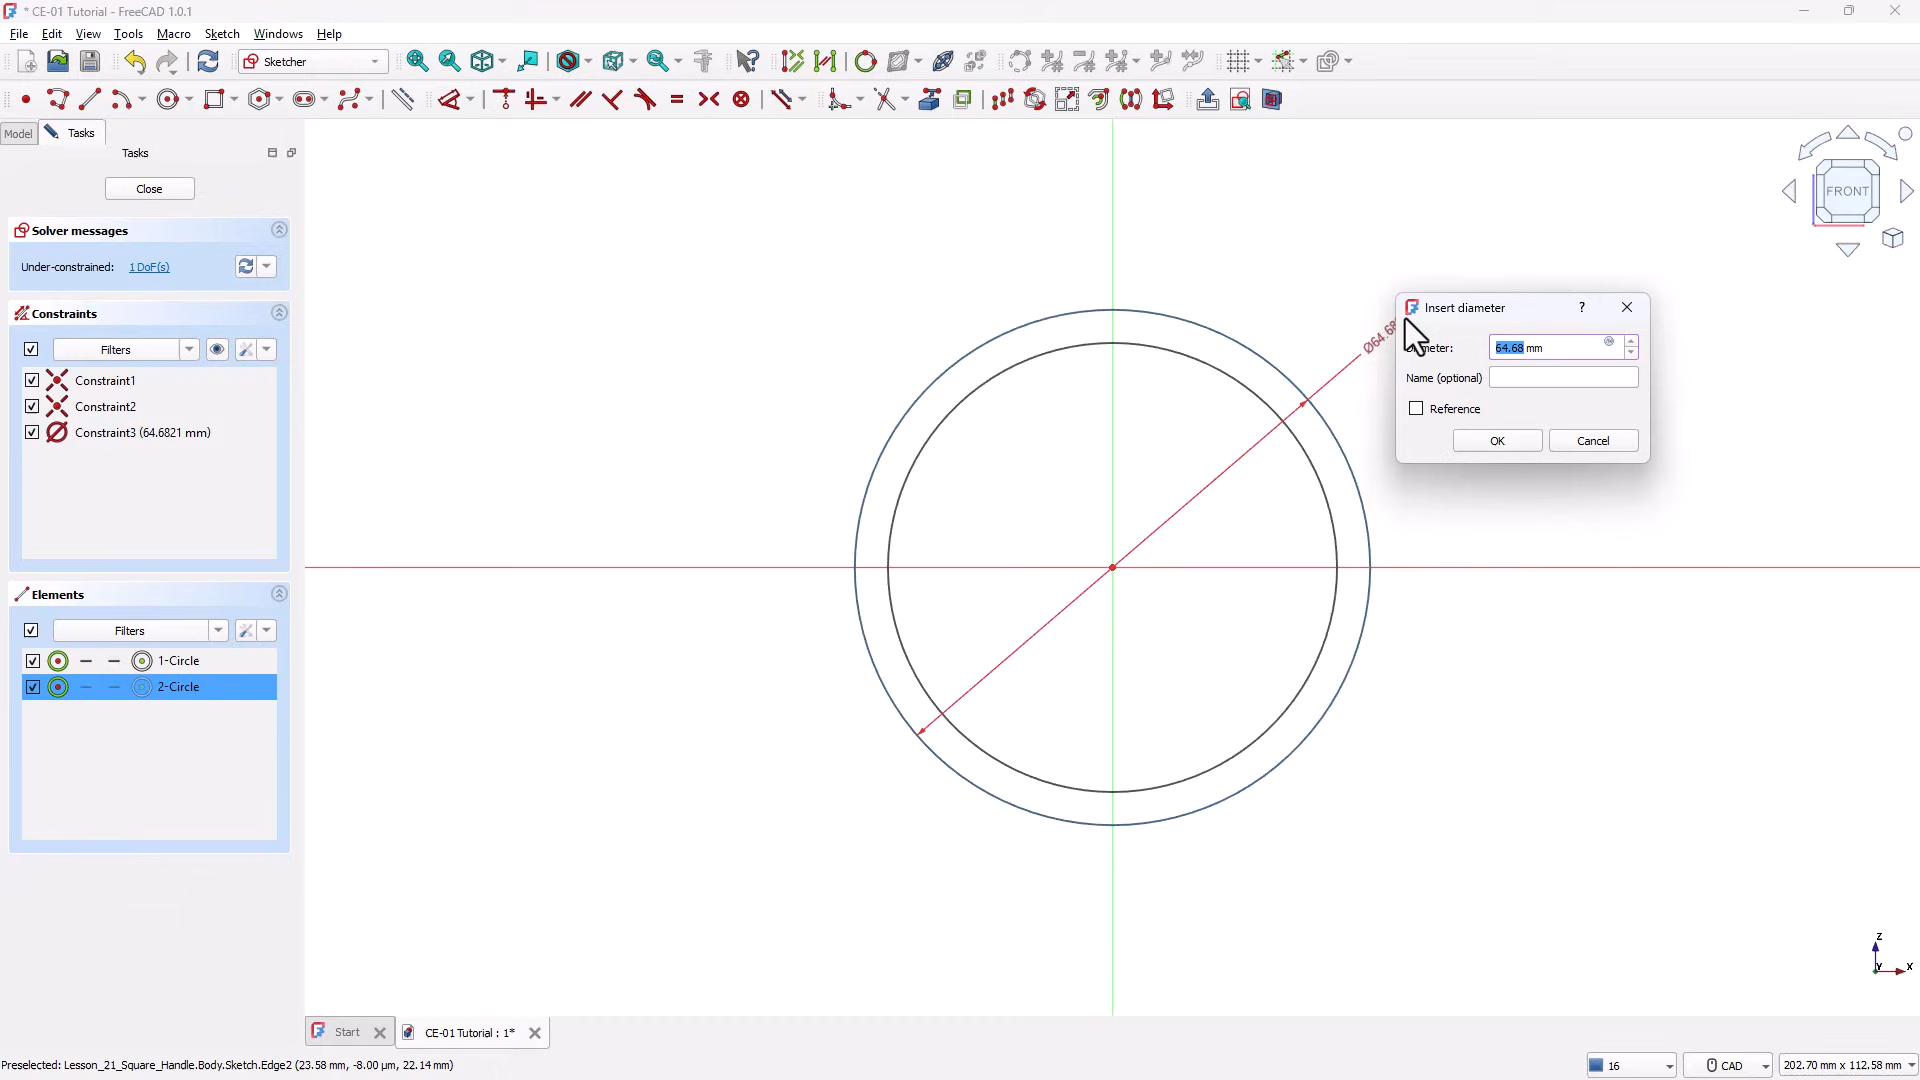 * CE-01 Tutorial - FreeCAD 1.0.1
File Edit View Tools Macro Sketch Windows Help
Sketcher
Model Tasks
Tasks
Close
Solver messages
Under-constrained: 1 DoF(s)
Constraints
Filters
Constraint1
Constraint2
Constraint3 (64.6821 mm)
Elements
Filters
1-Circle
2-Circle
FRONT
Ø64.68
Insert diameter ?
64.68 mm
Name (optional)
Reference
OK Cancel
Z
Y X
Start CE-01 Tutorial : 1*
Preselected: Lesson_21_Square_Handle.Body.Sketch.Edge2 (23.58 mm, -8.00 µm, 22.14 mm)
16 CAD 202.70 mm x 112.58 mm